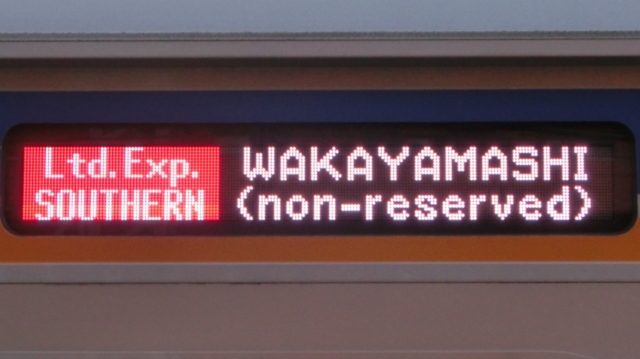 Ltd.Exp. WAKAYAMASHI
SOUTHERN (non-reserved)